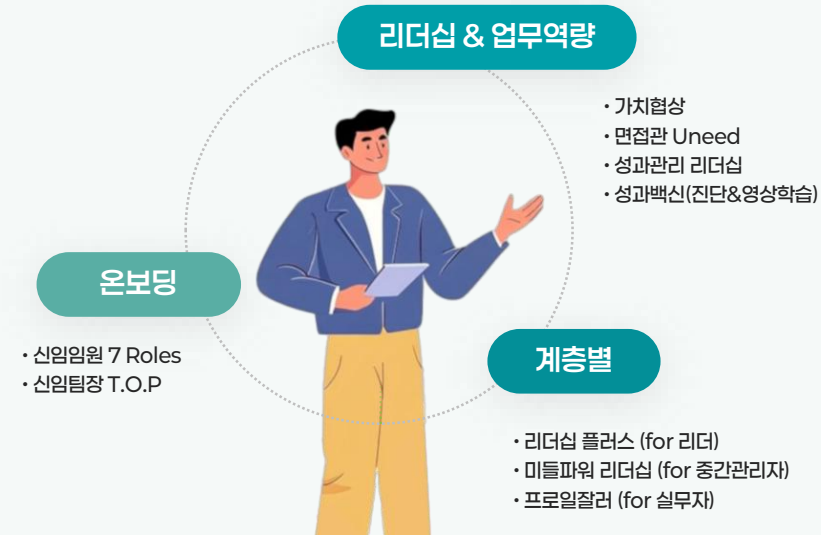 리더십 & 업무역량
• 가치협상
• 면접관 Uneed
• 성과관리 리더십
• 성과백신(진단&영상학습)
온보딩
• 신임임원 7 Roles
• 신임팀장 T.O.P
계층별
• 리더십 플러스 (for 리더)
• 미들파워 리더십 (for 중간관리자)
• 프로일잘러 (for 실무자)